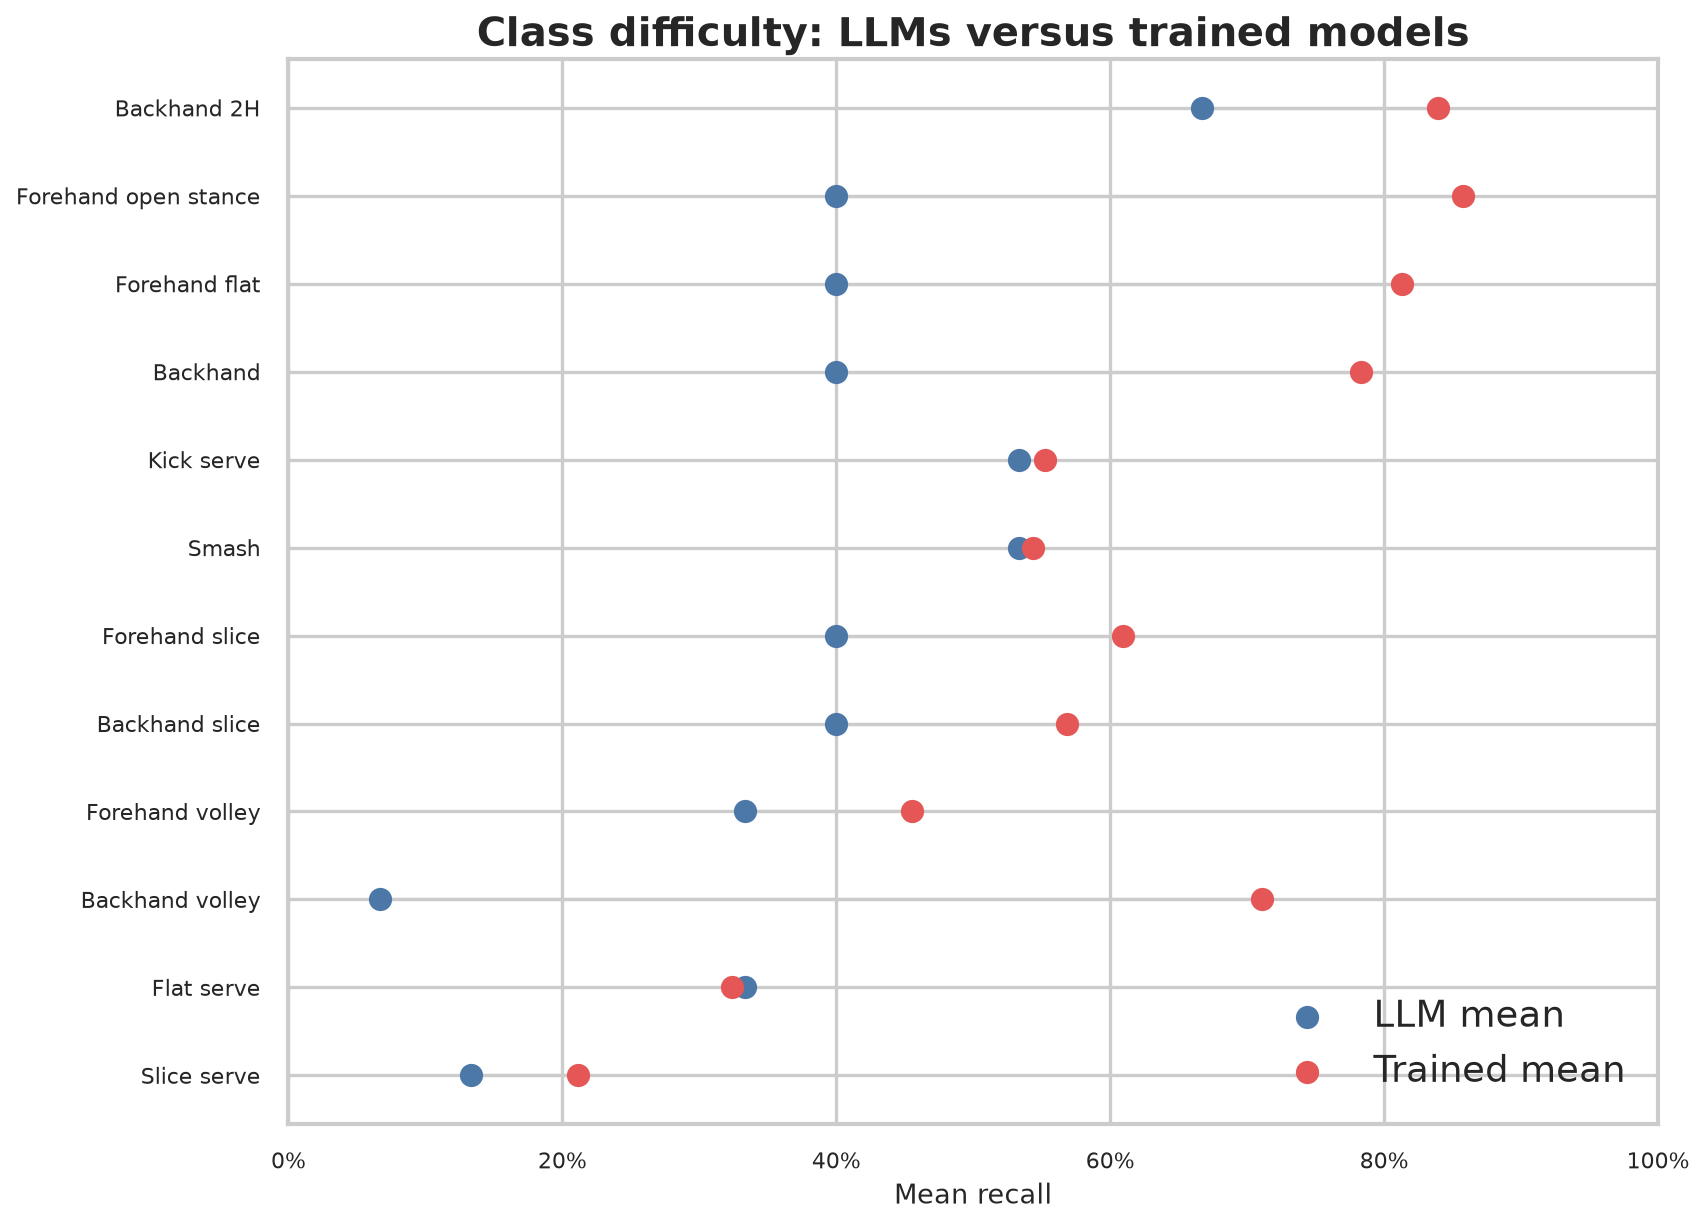 Class difficulty: LLMs versus trained models
Backhand 2H
Forehand open stance
Forehand flat
Backhand
Kick serve
Smash
Forehand slice
Backhand slice
Forehand volley
Backhand volley
Flat serve
Slice serve
LLM mean
Trained mean
0% 20% 40% 60% 80% 100%
Mean recall